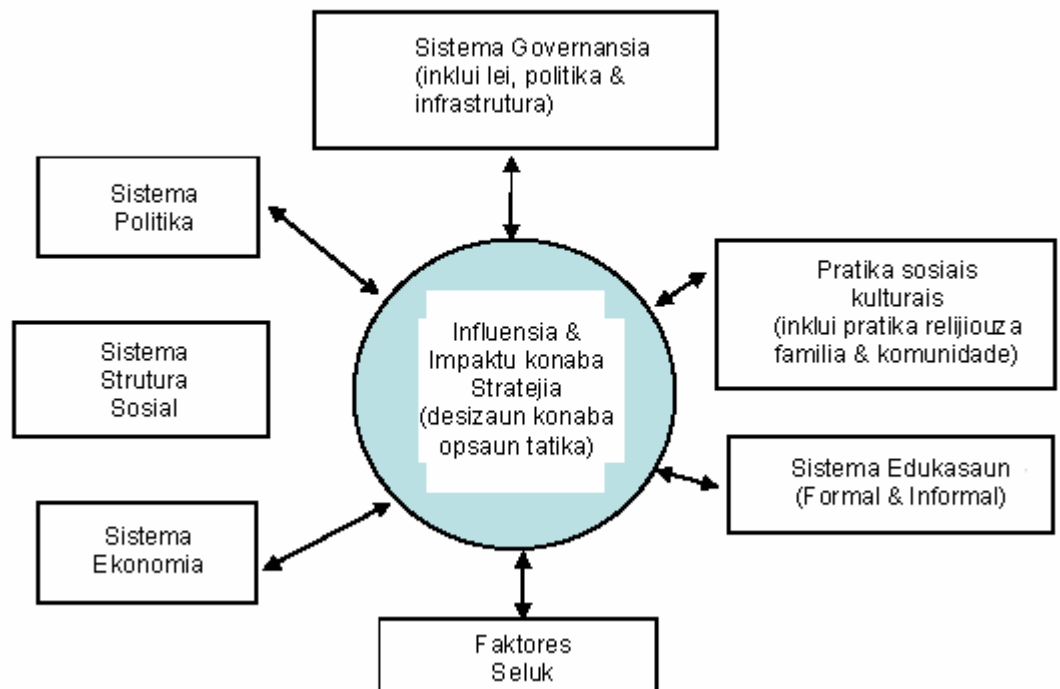 Sistema Governansia
(inklui lei, politika &
infrastrutura)
Sistema
Politika
Pratika sosiais
kulturais
(inklui pratika relijiouza
familia & komunidade)
Influensia &
Impaktu konaba
Stratejia
(desizaun konaba
opsaun tatika)
Sistema
Strutura
Sosial
Sistema Edukasaun
(Formal & Informal)
Sistema
Ekonomia
Faktores
Seluk